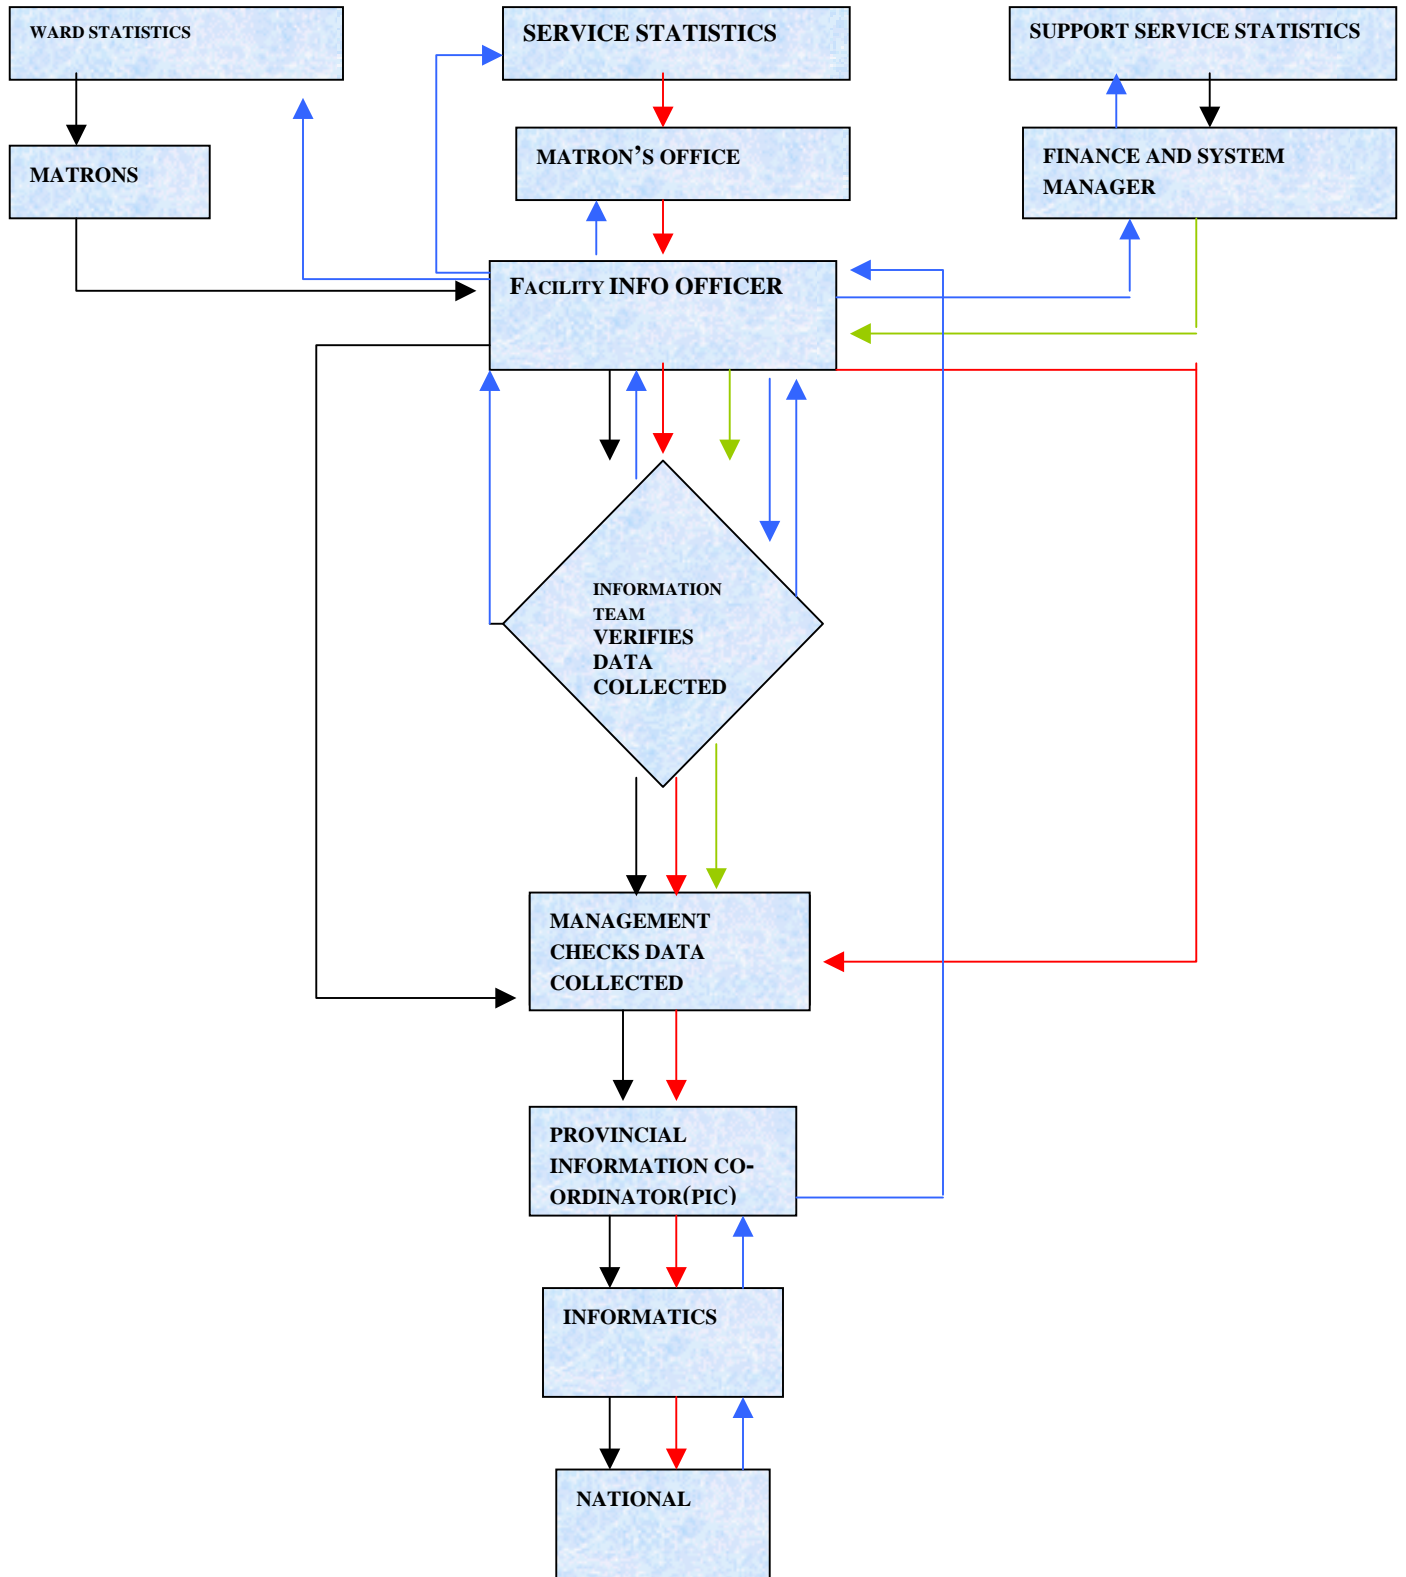 WARD STATISTICS
SERVICE STATISTICS
SUPPORT SERVICE STATISTICS
MATRONS
MATRON'S OFFICE
FINANCE AND SYSTEM
MANAGER
FACILITY INFO OFFICER
INFORMATION
TEAM
VERIFIES
DATA
COLLECTED
MANAGEMENT
CHECKS DATA
COLLECTED
PROVINCIAL
INFORMATION CO-
ORDINATOR(PIC)
INFORMATICS
NATIONAL